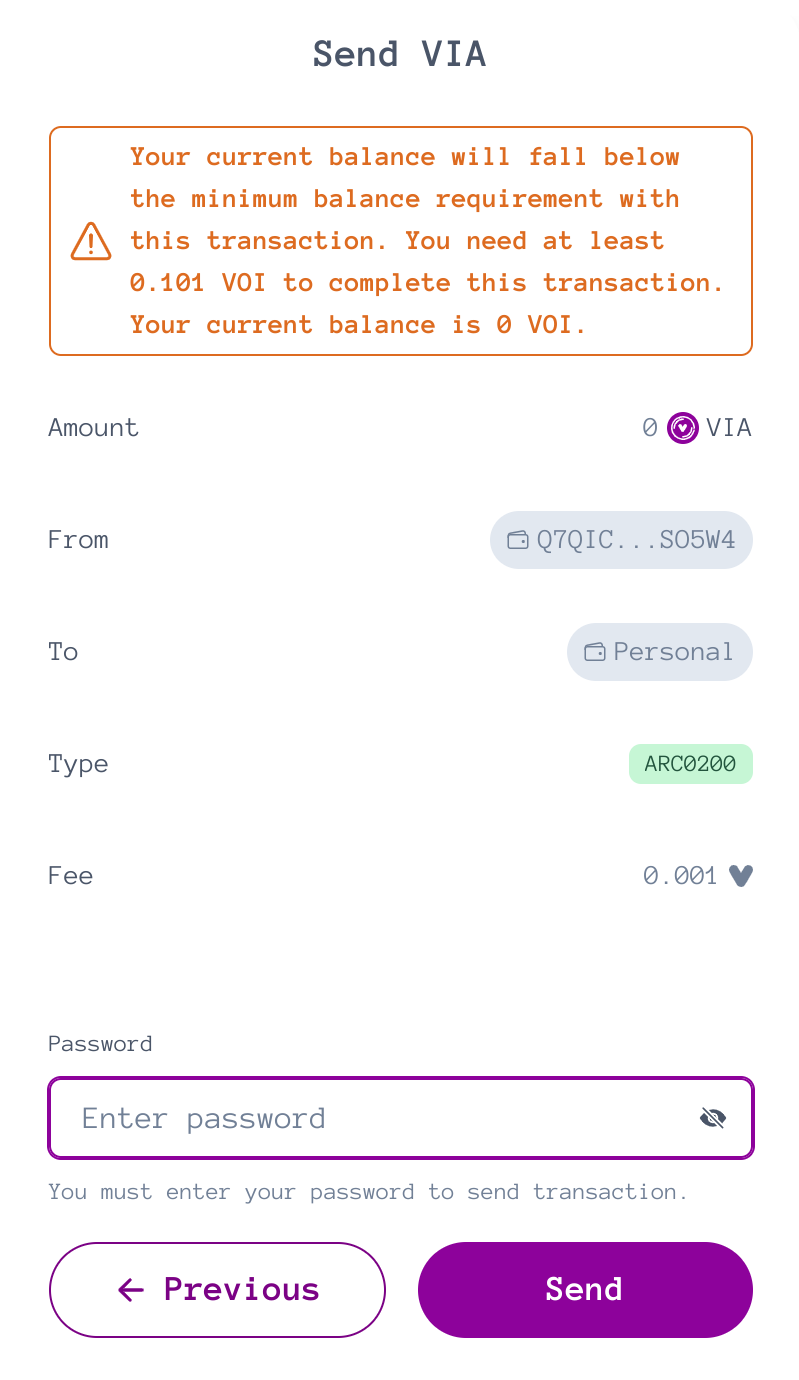 Send VIA
Your current balance will fall below
the minimum balance requirement with
this transaction. You need at least
0.101 VOI to complete this transaction.
Your current balance is 0 VOI.
Amount 0 VIA
From Q7QIC...SO5W4
To Personal
Type ARC0200
Fee 0.001
Password
Enter password
You must enter your password to send transaction.
← Previous Send